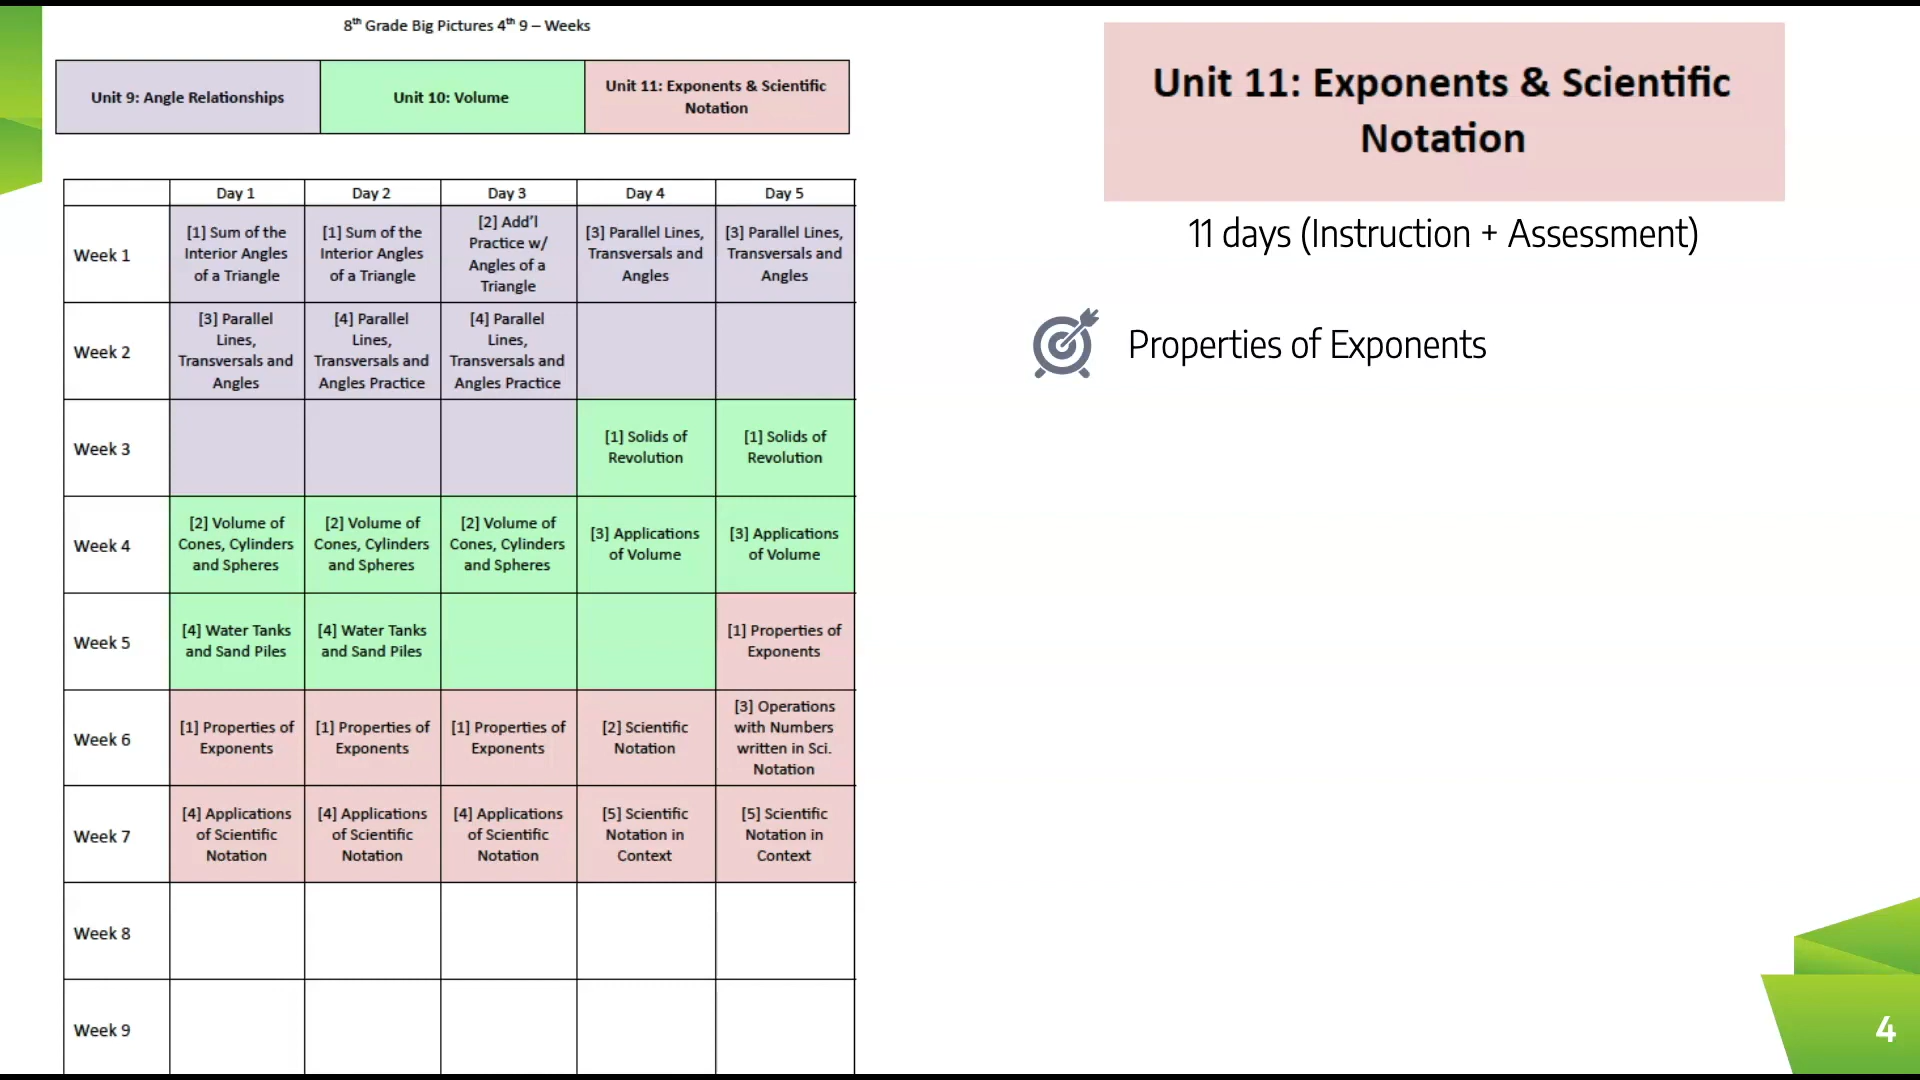 8th Grade Big Pictures 4th 9 – Weeks
Unit 9: Angle Relationships
Unit 10: Volume
Unit 11: Exponents & Scientific
Notation
Day 1
Day 2
Day 3
Day 4
Day 5
Week 1
[1] Sum of the
Interior Angles
of a Triangle
[1] Sum of the
Interior Angles
of a Triangle
[2] Add’l
Practice w/
Angles of a
Triangle
[3] Parallel Lines,
Transversals and
Angles
[3] Parallel Lines,
Transversals and
Angles
Week 2
[3] Parallel
Lines,
Transversals and
Angles
[4] Parallel
Lines,
Transversals and
Angles Practice
[4] Parallel
Lines,
Transversals and
Angles Practice
Week 3
[1] Solids of
Revolution
[1] Solids of
Revolution
Week 4
[2] Volume of
Cones, Cylinders
and Spheres
[2] Volume of
Cones, Cylinders
and Spheres
[2] Volume of
Cones, Cylinders
and Spheres
[3] Applications
of Volume
[3] Applications
of Volume
Week 5
[4] Water Tanks
and Sand Piles
[4] Water Tanks
and Sand Piles
[1] Properties of
Exponents
Week 6
[1] Properties of
Exponents
[1] Properties of
Exponents
[1] Properties of
Exponents
[2] Scientific
Notation
[3] Operations
with Numbers
written in Sci.
Notation
Week 7
[4] Applications
of Scientific
Notation
[4] Applications
of Scientific
Notation
[4] Applications
of Scientific
Notation
[5] Scientific
Notation in
Context
[5] Scientific
Notation in
Context
Week 8
Week 9
Unit 11: Exponents & Scientific
Notation
11 days (Instruction + Assessment)
Properties of Exponents
4